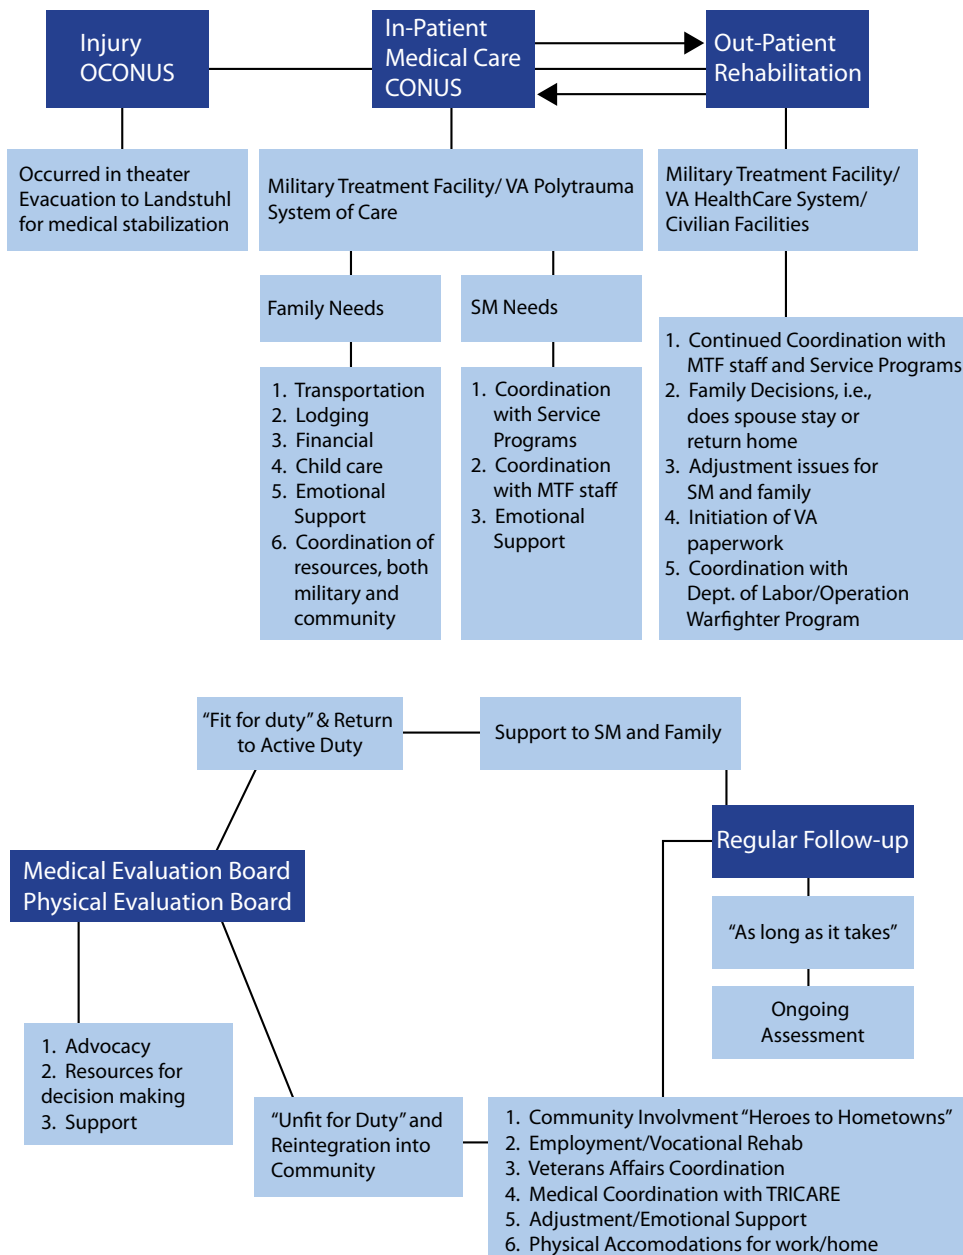 Injury
OCONUS
In-Patient
Medical Care
CONUS
Out-Patient
Rehabilitation
Occurred in theater
Evacuation to Landstuhl
for medical stabilization
Military Treatment Facility/ VA Polytrauma
System of Care
Military Treatment Facility/
VA HealthCare System/
Civilian Facilities
Family Needs
SM Needs
1. Transportation
2. Lodging
3. Financial
4. Child care
5. Emotional
Support
6. Coordination of
resources, both
military and
community
1. Coordination
with Service
Programs
2. Coordination
with MTF staff
3. Emotional
Support
1. Continued Coordination with
MTF staff and Service Programs
2. Family Decisions, i.e.,
does spouse stay or
return home
3. Adjustment issues for
SM and family
4. Initiation of VA
paperwork
5. Coordination with
Dept. of Labor/Operation
Warfighter Program
“Fit for duty” & Return
to Active Duty
Support to SM and Family
Medical Evaluation Board
Physical Evaluation Board
Regular Follow-up
“As long as it takes”
Ongoing
Assessment
1. Advocacy
2. Resources for
decision making
3. Support
“Unfit for Duty” and
Reintegration into
Community
1. Community Involvment “Heroes to Hometowns”
2. Employment/Vocational Rehab
3. Veterans Affairs Coordination
4. Medical Coordination with TRICARE
5. Adjustment/Emotional Support
6. Physical Accomodations for work/home